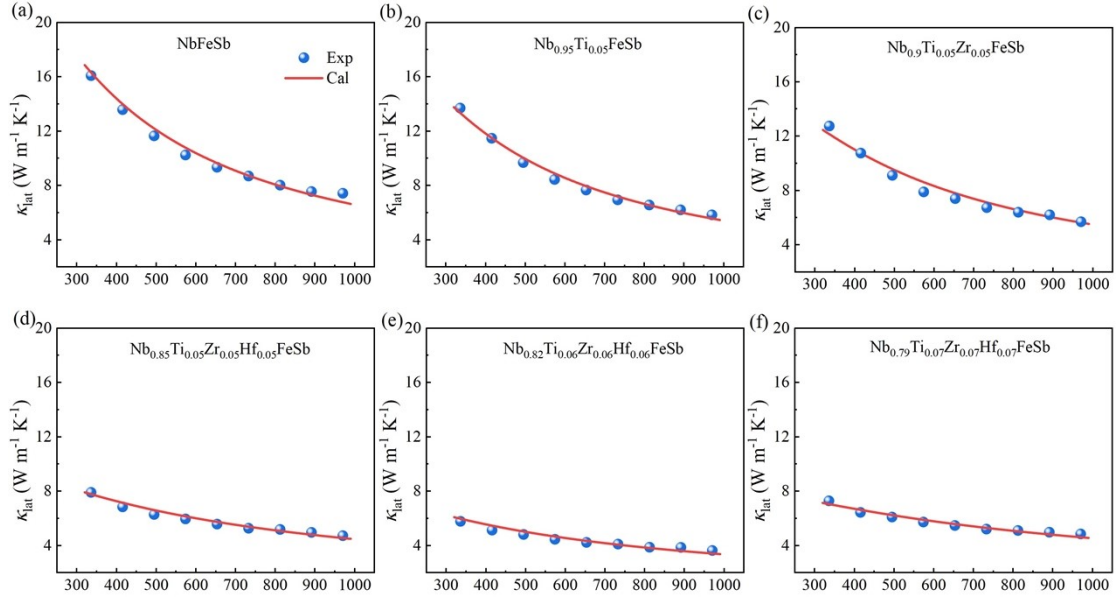 (a)
NbFeSb
Exp
Cal
κlat (W m-1 K-1)
20
16
12
8
4
300 400 500 600 700 800 900 1000
(b)
Nb0.95Ti0.05FeSb
κlat (W m-1 K-1)
20
16
12
8
4
300 400 500 600 700 800 900 1000
(c)
Nb0.9Ti0.05Zr0.05FeSb
κlat (W m-1 K-1)
20
16
12
8
4
300 400 500 600 700 800 900 1000
(d)
Nb0.85Ti0.05Zr0.05Hf0.05FeSb
κlat (W m-1 K-1)
20
16
12
8
4
300 400 500 600 700 800 900 1000
(e)
Nb0.82Ti0.06Zr0.06Hf0.06FeSb
κlat (W m-1 K-1)
20
16
12
8
4
300 400 500 600 700 800 900 1000
(f)
Nb0.79Ti0.07Zr0.07Hf0.07FeSb
κlat (W m-1 K-1)
20
16
12
8
4
300 400 500 600 700 800 900 1000